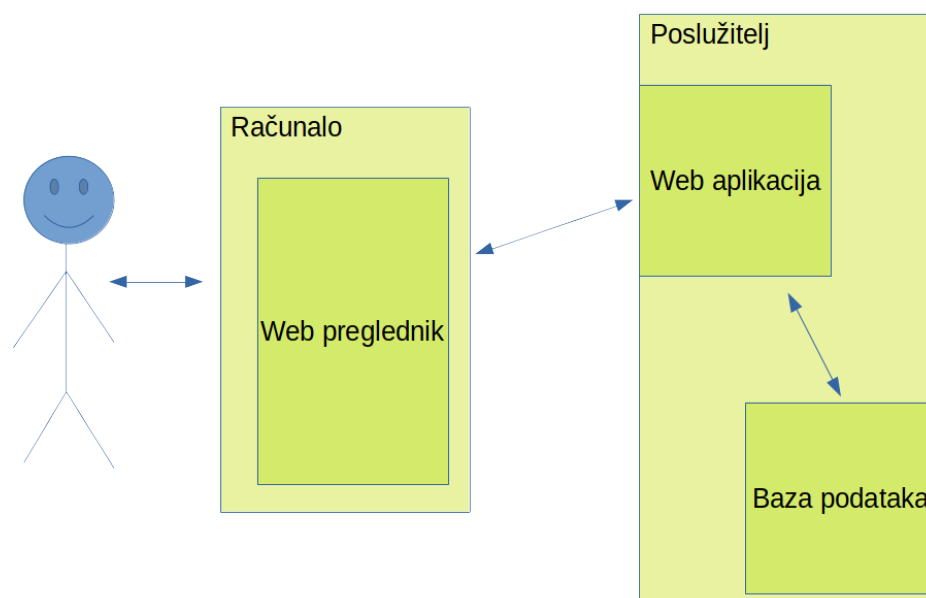 Računalo
Web preglednik
Poslužitelj
Web aplikacija
Baza podataka